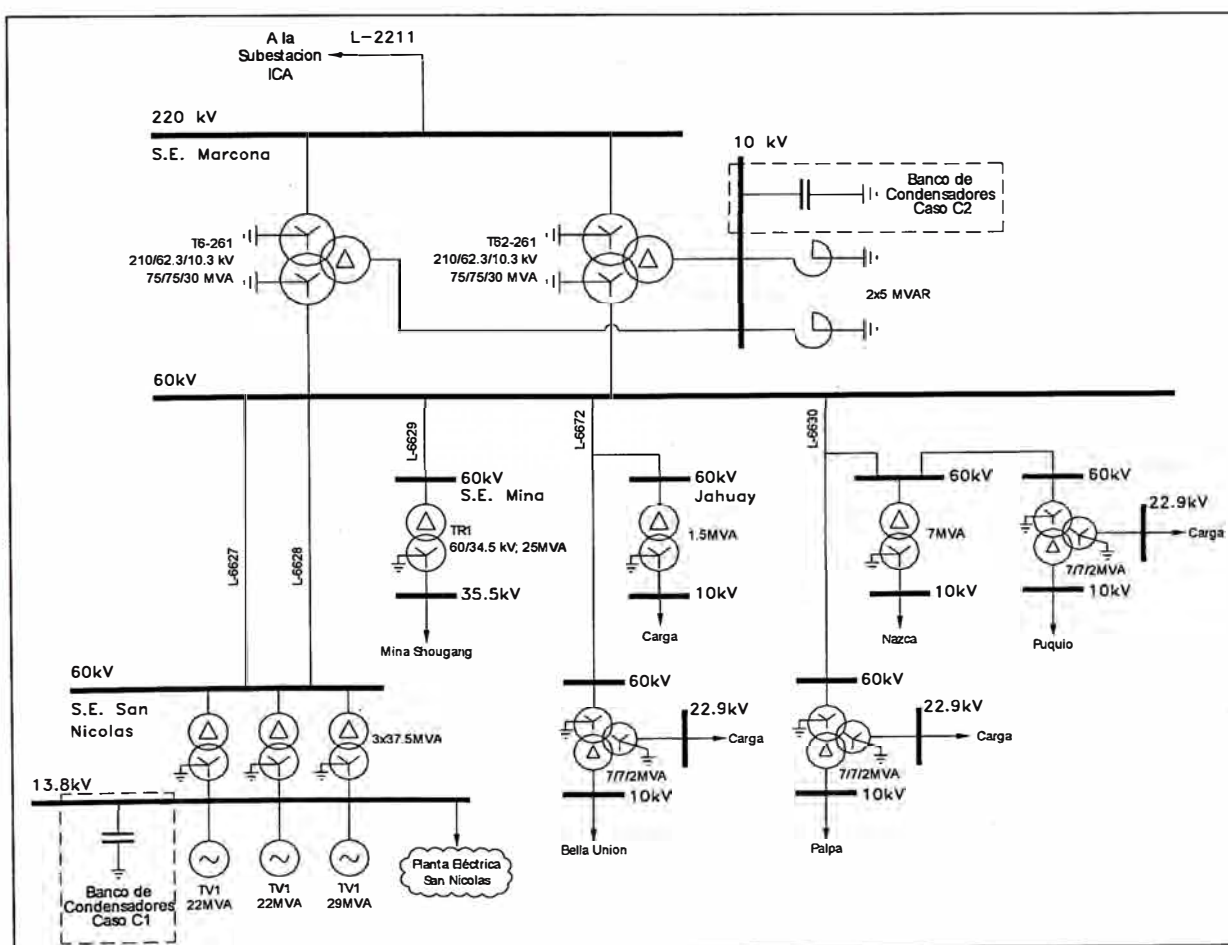 A la
Subestacion
ICA
L-2211
220 kV
S.E. Marcona
10 kV
Banco de
Condensadores
Caso C2
T6-261
210/62.3/10.3 kV
75/75/30 MVA
T62-261
210/62.3/10.3 kV
75/75/30 MVA
2x5 MVAR
60kV
L-6627
L-6628
L-6629
L-6672
L-6630
60kV
S.E. Mina
TR1
60/34.5 kV; 25MVA
35.5kV
Mina Shougang
60kV
Jahuay
1.5MVA
10kV
Carga
60kV
7MVA
10kV
Nazca
60kV
22.9kV
Carga
7/7/2MVA
10kV
Puquio
60kV
S.E. San
Nicolas
3x37.5MVA
13.8kV
Banco de
Condensadores
Caso C1
TV1
22MVA
TV1
22MVA
TV1
29MVA
Planta Eléctrica
San Nicolas
60kV
22.9kV
Carga
7/7/2MVA
10kV
Bella Union
60kV
22.9kV
Carga
7/7/2MVA
10kV
Palpa